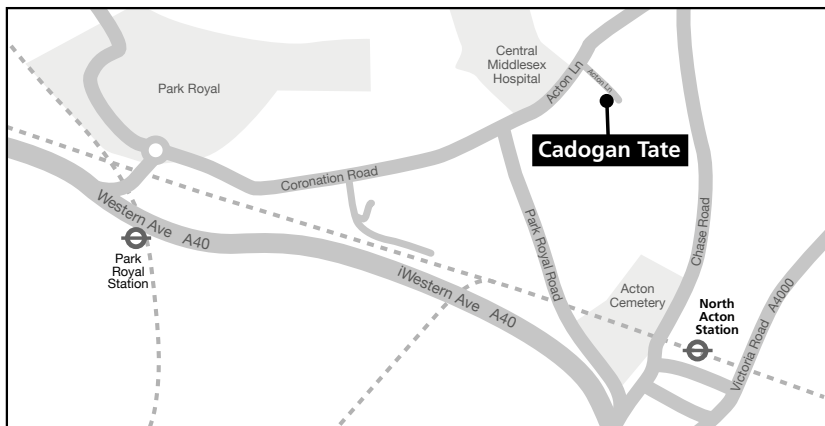 Central
Middlesex
Hospital
Park Royal
Acton Ln
Acton Ln
Cadogan Tate
Coronation Road
Western Ave A40
Park
Royal
Station
iWestern Ave A40
Park Royal Road
Chase Road
Acton
Cemetery
North
Acton
Station
Victoria Road A4000